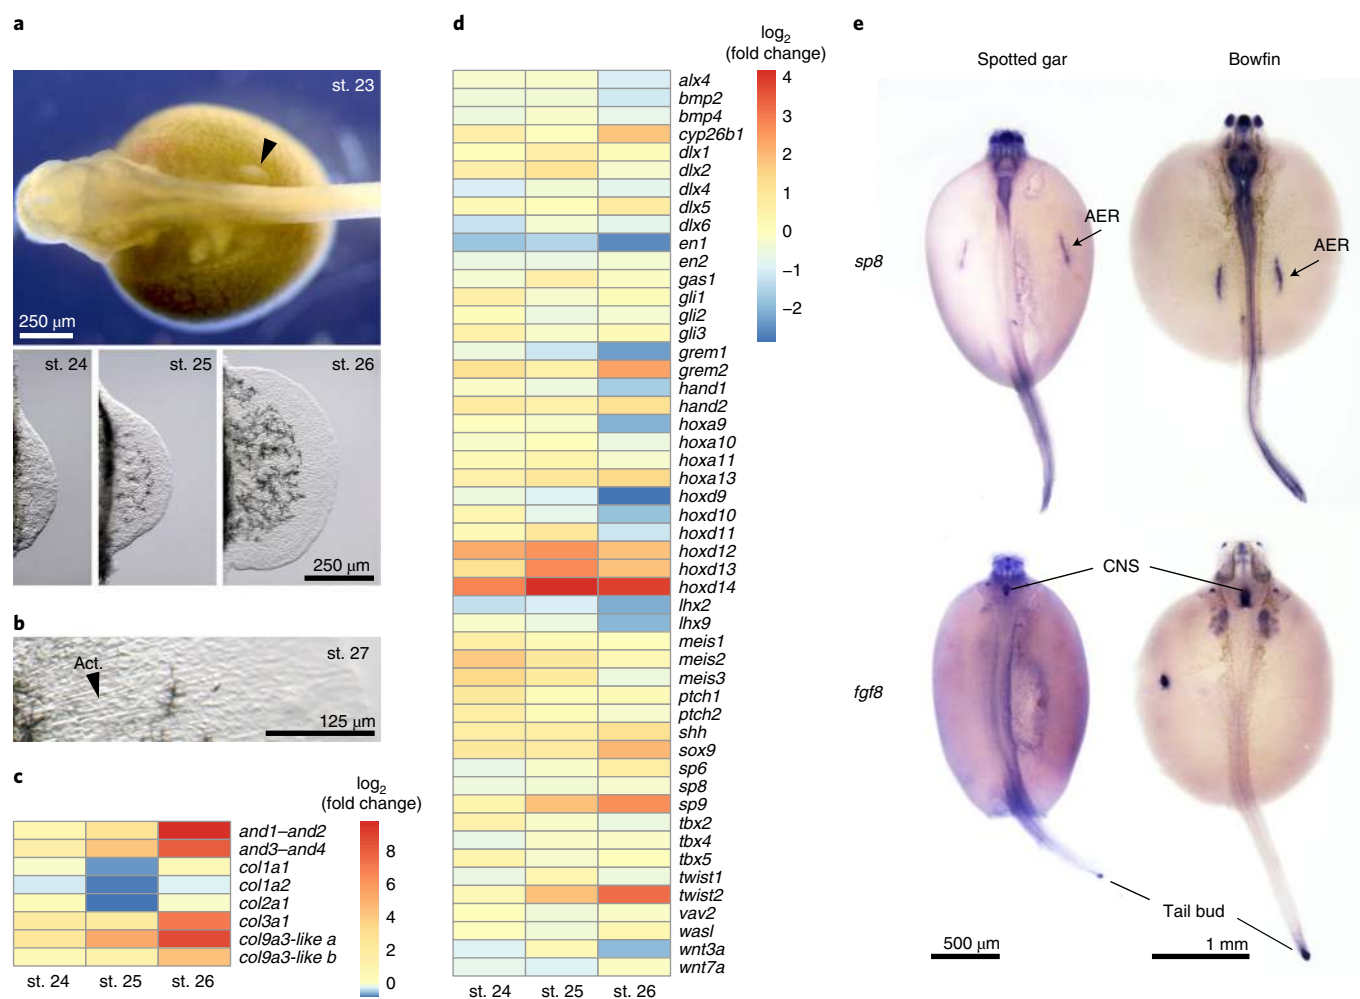 a
st. 23
250 µm
st. 24
st. 25
st. 26
250 µm
b
st. 27
Act.
125 µm
c
log2
(fold change)
and1–and2
and3–and4
col1a1
col1a2
col2a1
col3a1
col9a3-like a
col9a3-like b
8
6
4
2
0
st. 24
st. 25
st. 26
d
log2
(fold change)
4
3
2
1
0
−1
−2
alx4
bmp2
bmp4
cyp26b1
dlx1
dlx2
dlx4
dlx5
dlx6
en1
en2
gas1
gli1
gli2
gli3
grem1
grem2
hand1
hand2
hoxa9
hoxa10
hoxa11
hoxa13
hoxd9
hoxd10
hoxd11
hoxd12
hoxd13
hoxd14
lhx2
lhx9
meis1
meis2
meis3
ptch1
ptch2
shh
sox9
sp6
sp8
sp9
tbx2
tbx4
tbx5
twist1
twist2
vav2
wasl
wnt3a
wnt7a
st. 24
st. 25
st. 26
e
Spotted gar
Bowfin
sp8
AER
AER
fgf8
CNS
Tail bud
500 µm
1 mm